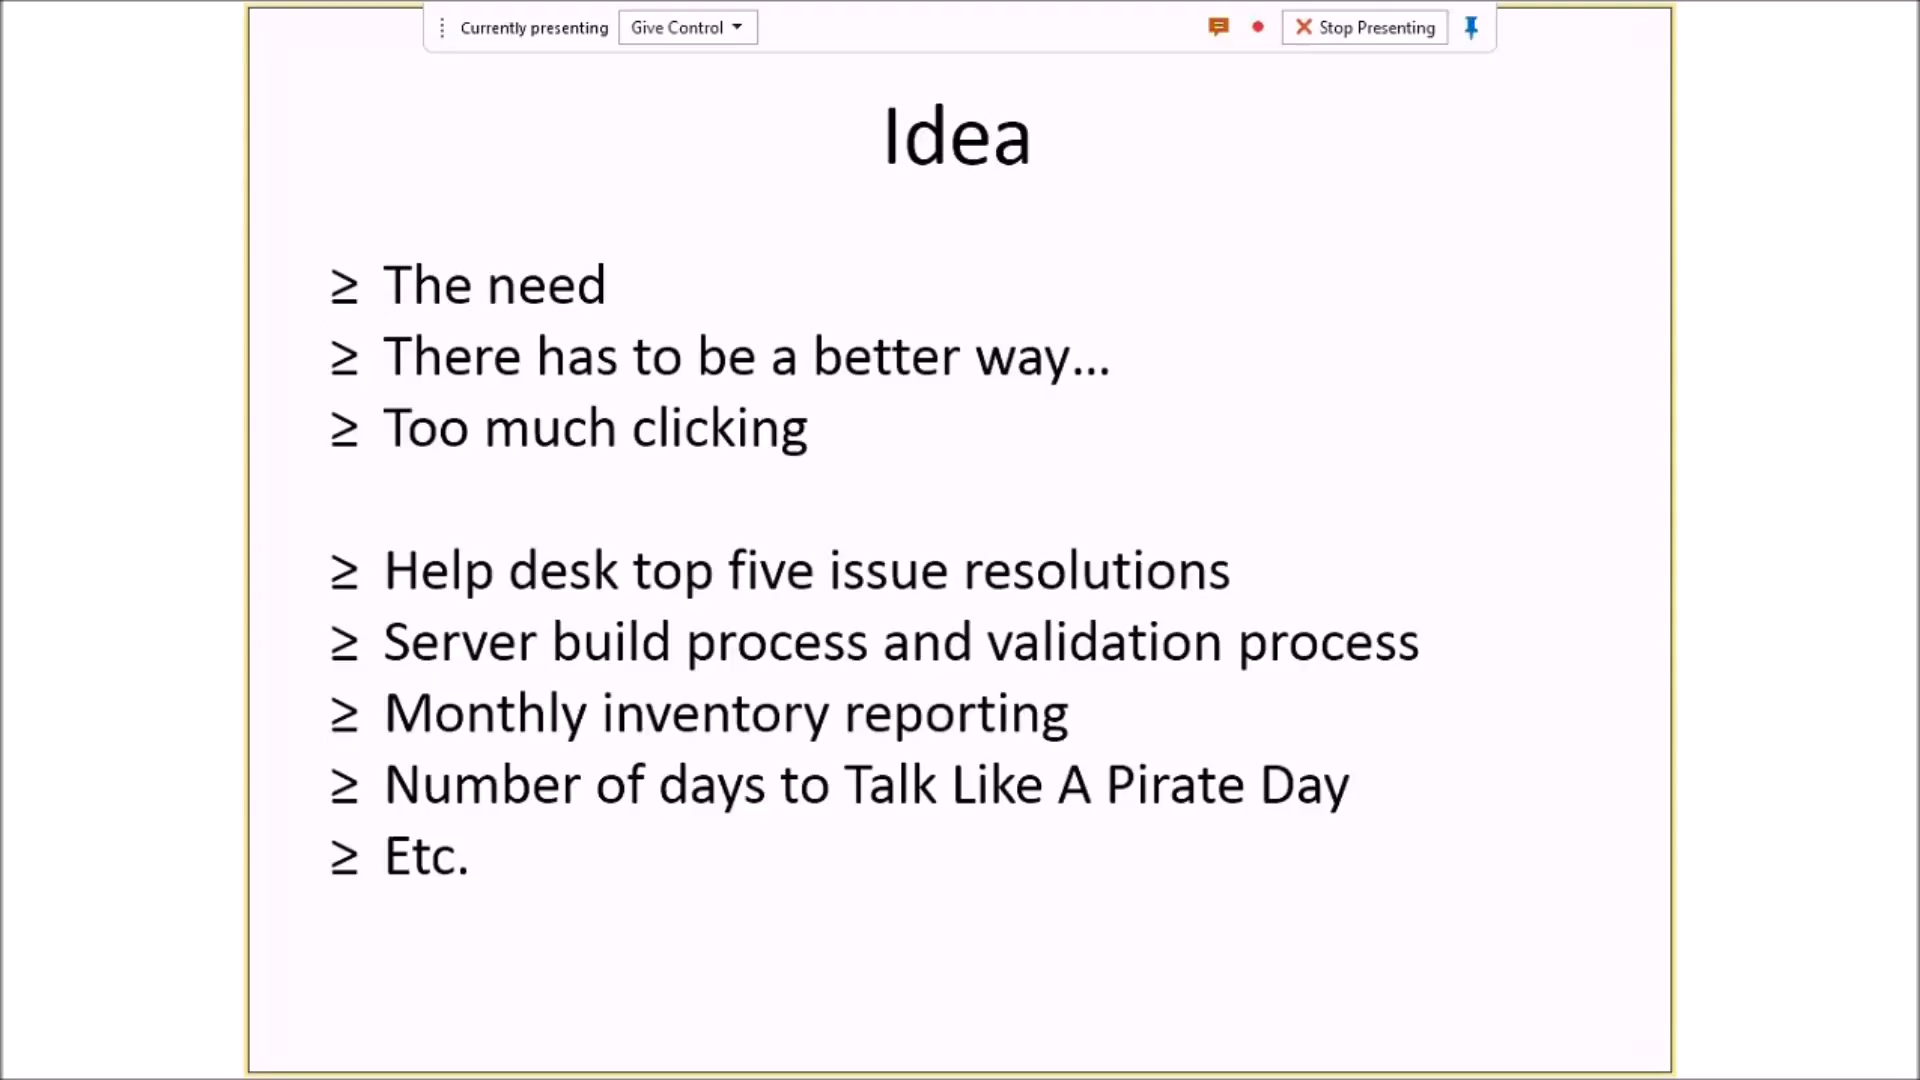 Currently presenting Give Control Stop Presenting
Idea
≥ The need
≥ There has to be a better way...
≥ Too much clicking
≥ Help desk top five issue resolutions
≥ Server build process and validation process
≥ Monthly inventory reporting
≥ Number of days to Talk Like A Pirate Day
≥ Etc.